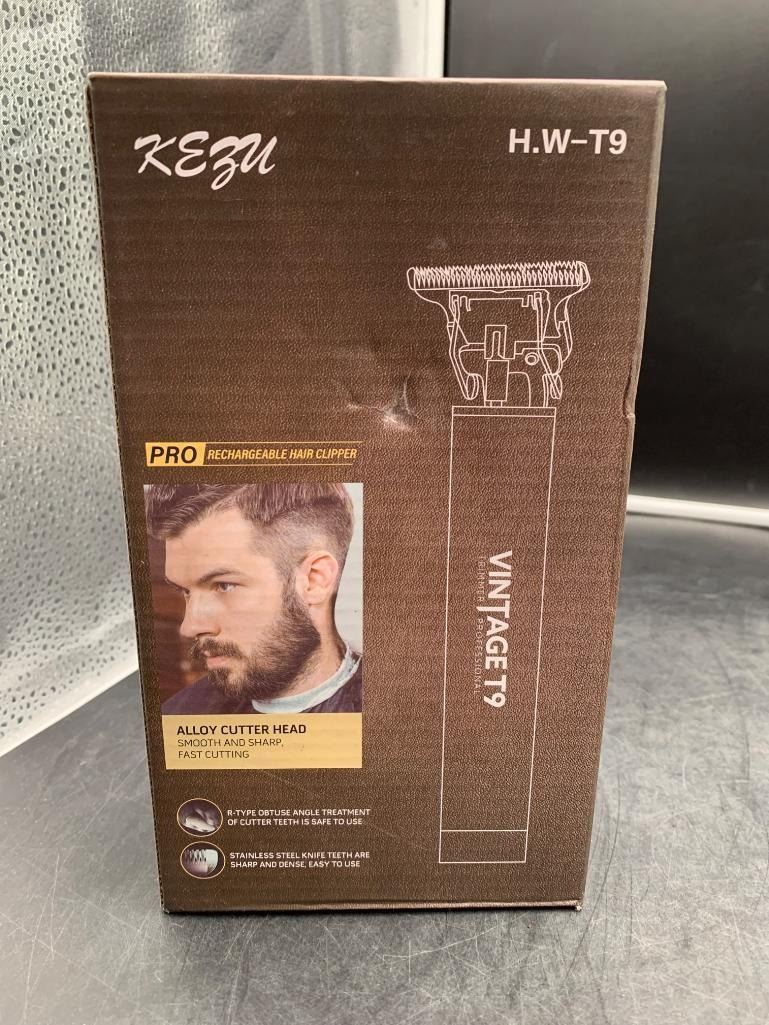 KEZU
H.W-T9
PRO RECHARGEABLE HAIR CLIPPER
VINTAGE T9
TRIMMER PROFESSIONAL
ALLOY CUTTER HEAD
SMOOTH AND SHARP,
FAST CUTTING
R-TYPE OBTUSE ANGLE TREATMENT
OF CUTTER TEETH IS SAFE TO USE
STAINLESS STEEL KNIFE TEETH ARE
SHARP AND DENSE, EASY TO USE